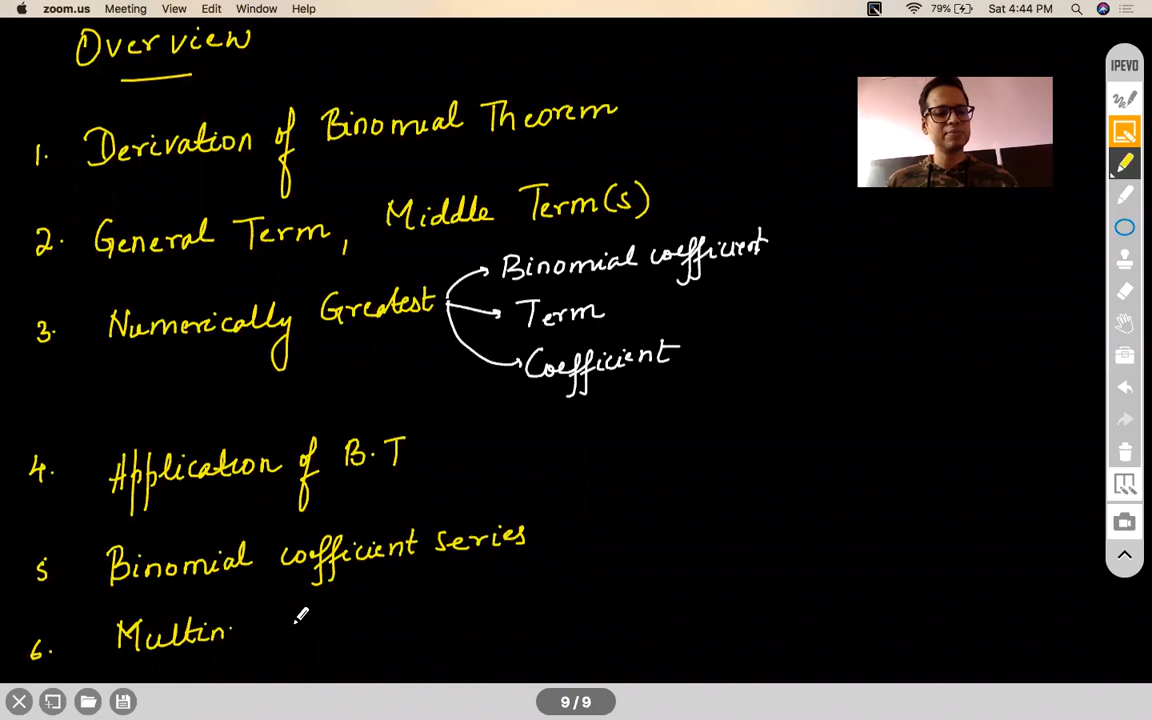 zoom.us Meeting View Edit Window Help 79% Sat 4:44 PM
Overview
IPEVO
1. Derivation of Binomial Theorem
2. General Term, Middle Term(s)
3. Numerically Greatest
Binomial coefficient
Term
Coefficient
4. Application of B.T
5 Binomial coefficient series
6. Multin
9 / 9